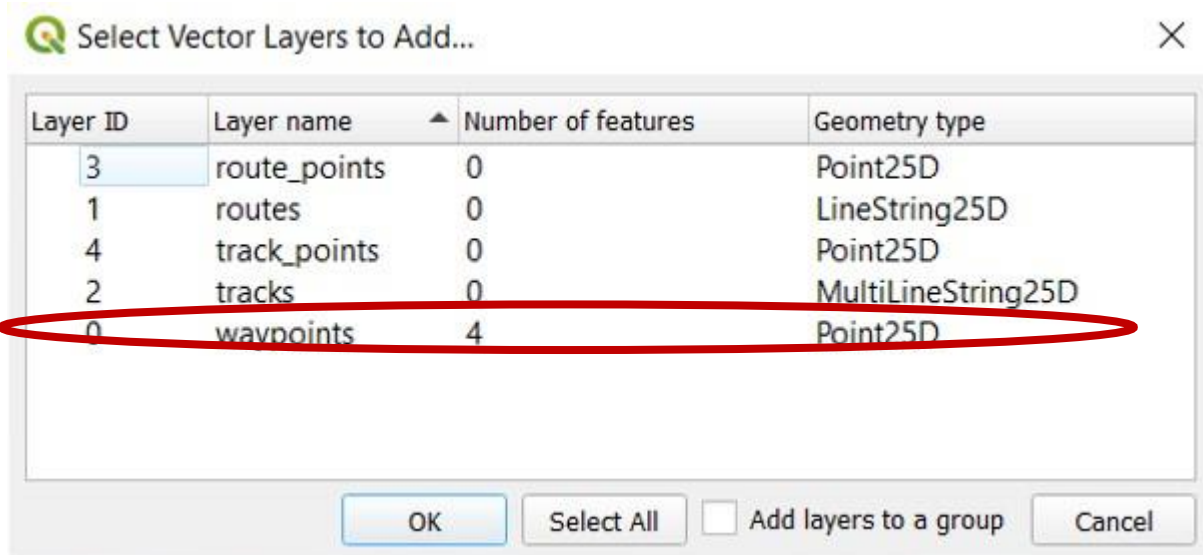 Select Vector Layers to Add...
Layer ID Layer name Number of features Geometry type
3 route_points 0 Point25D
1 routes 0 LineString25D
4 track_points 0 Point25D
2 tracks 0 MultiLineString25D
0 waypoints 4 Point25D
OK Select All Add layers to a group Cancel